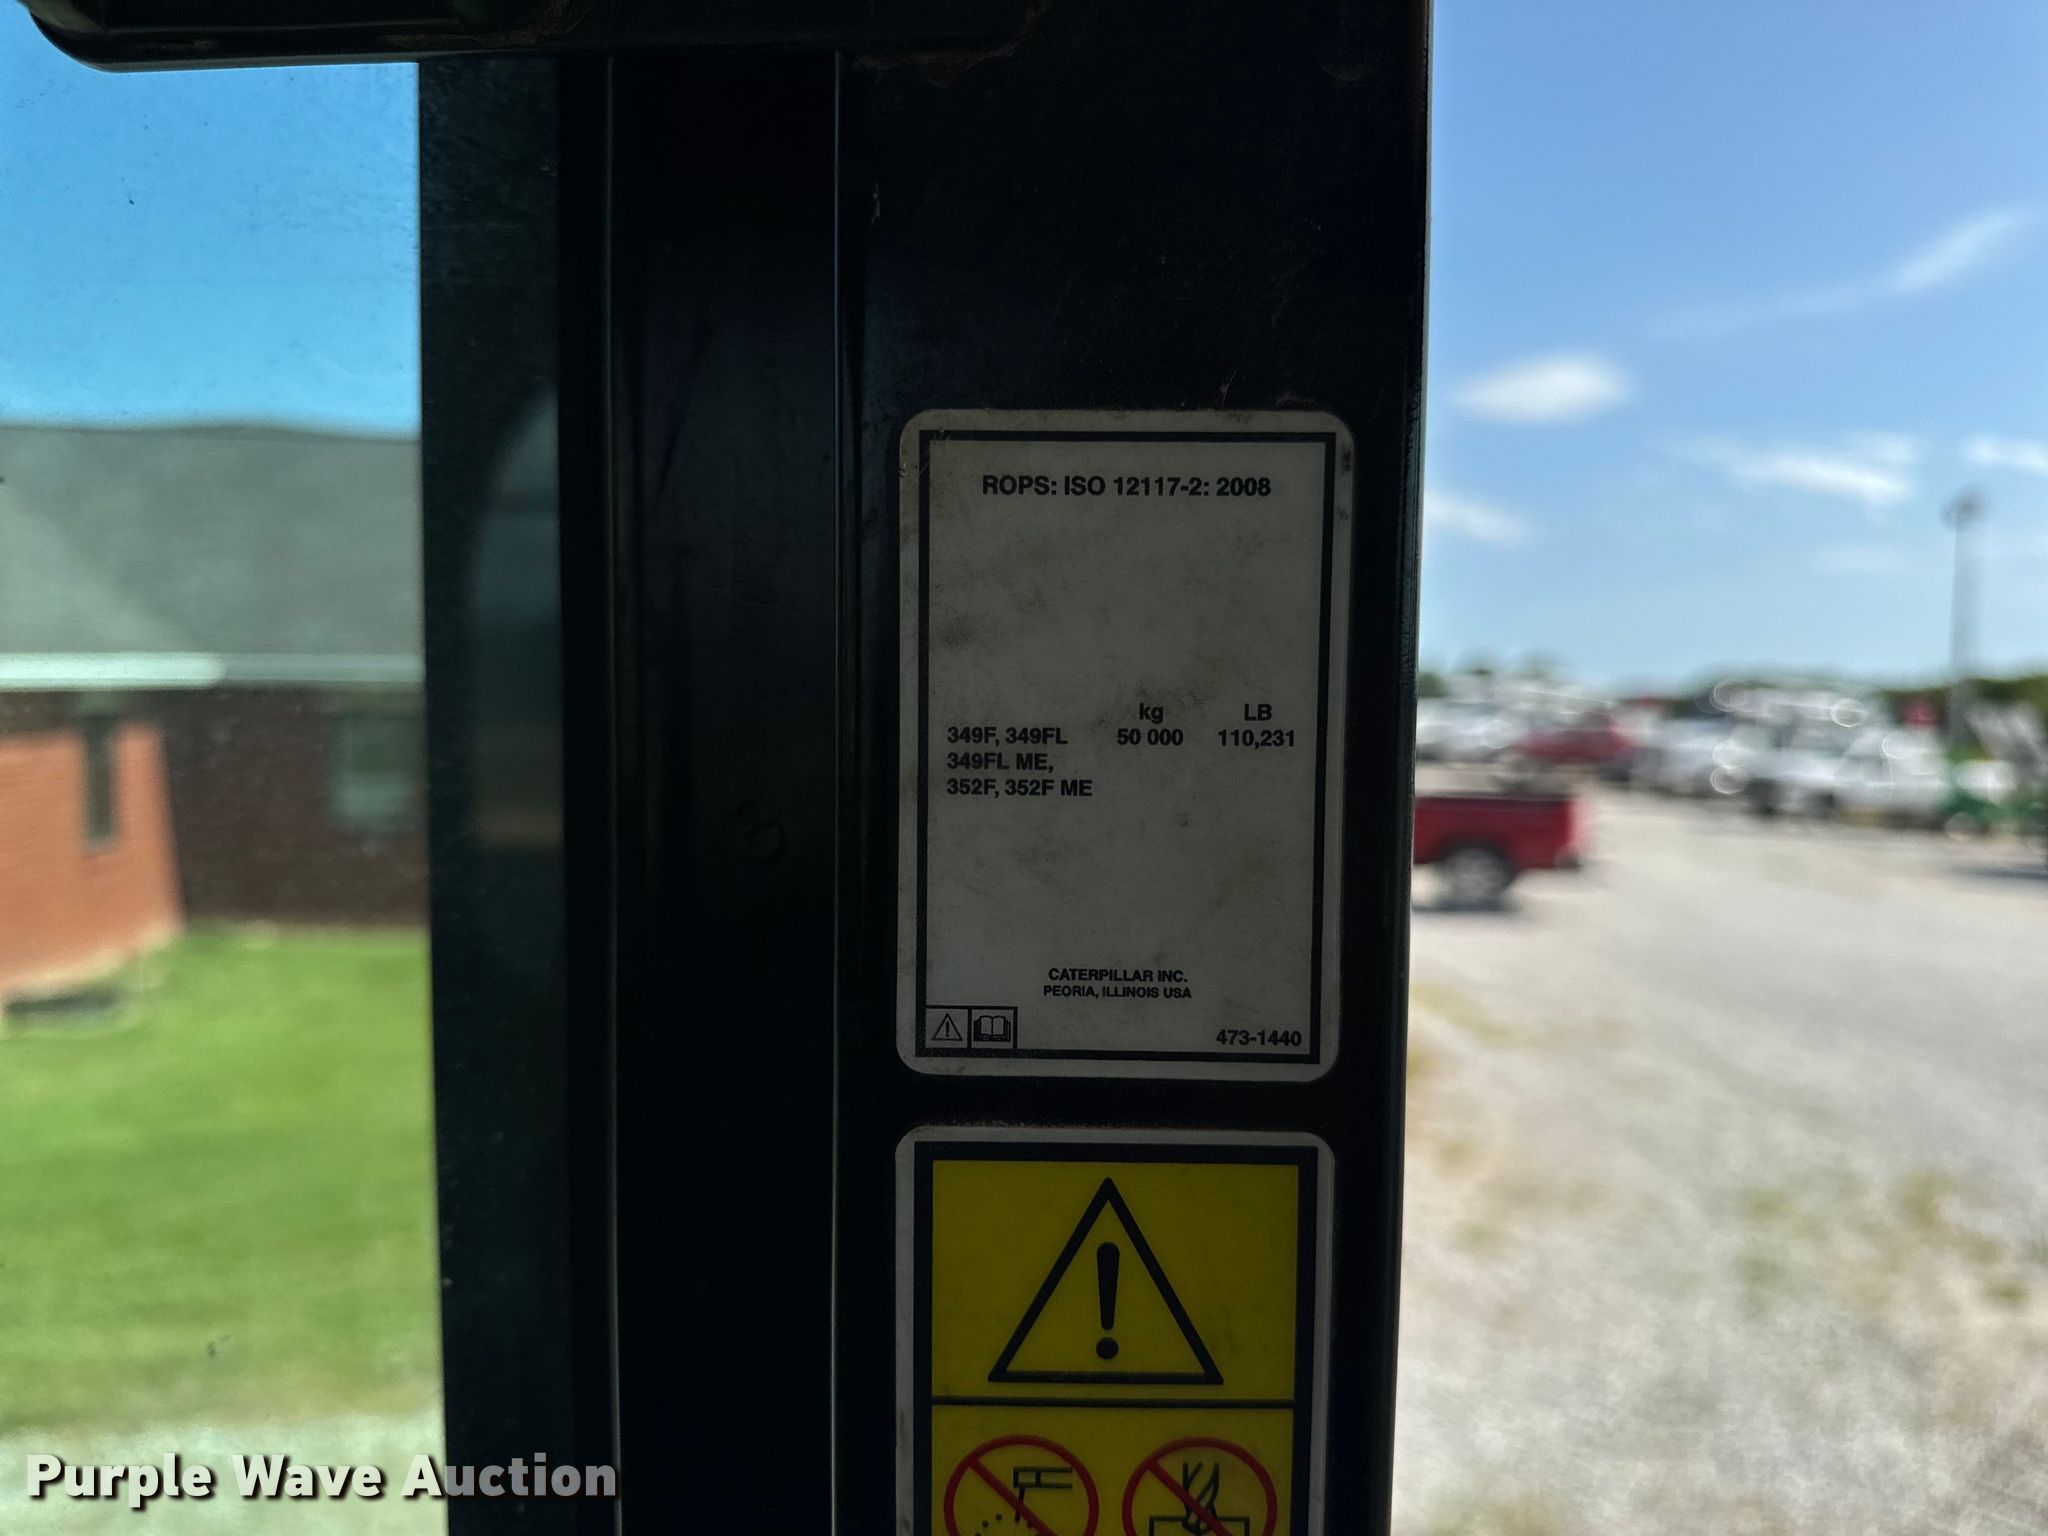 ROPS: ISO 12117-2: 2008
kg LB
349F, 349FL 50 000 110,231
349FL ME,
352F, 352F ME
CATERPILLAR INC.
PEORIA, ILLINOIS USA
473-1440
Purple Wave Auction